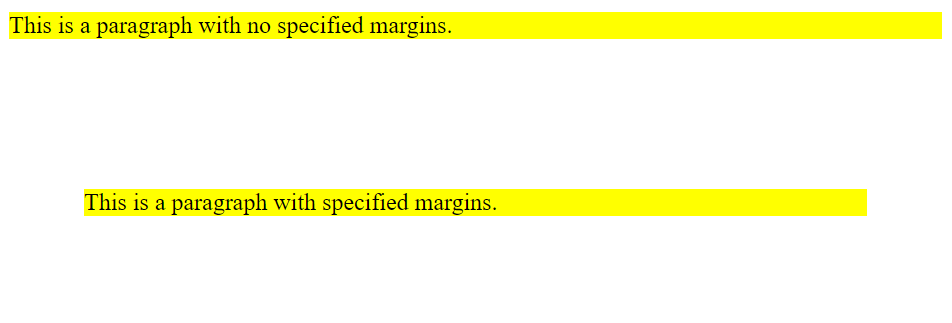 This is a paragraph with no specified margins.
This is a paragraph with specified margins.